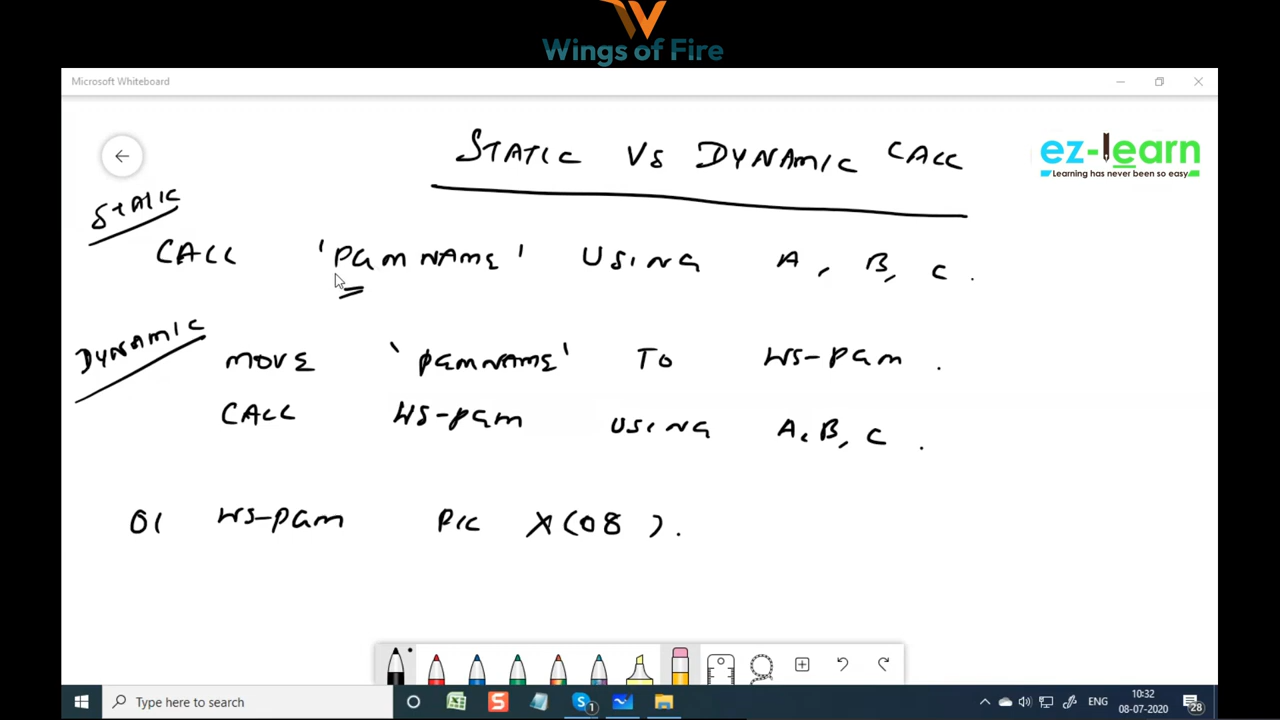 Wings of Fire
Microsoft Whiteboard
STATIC VS DYNAMIC CALL
ez-learn
Learning has never been so easy
STATIC
CALL 'PGMNAME' USING A, B, C.
DYNAMIC
MOVE 'PGMNAME' TO WS-PGM.
CALL WS-PGM USING A, B, C.
01 WS-PGM PIC X(08).
Type here to search
S
1
ENG
10:32
08-07-2020
28